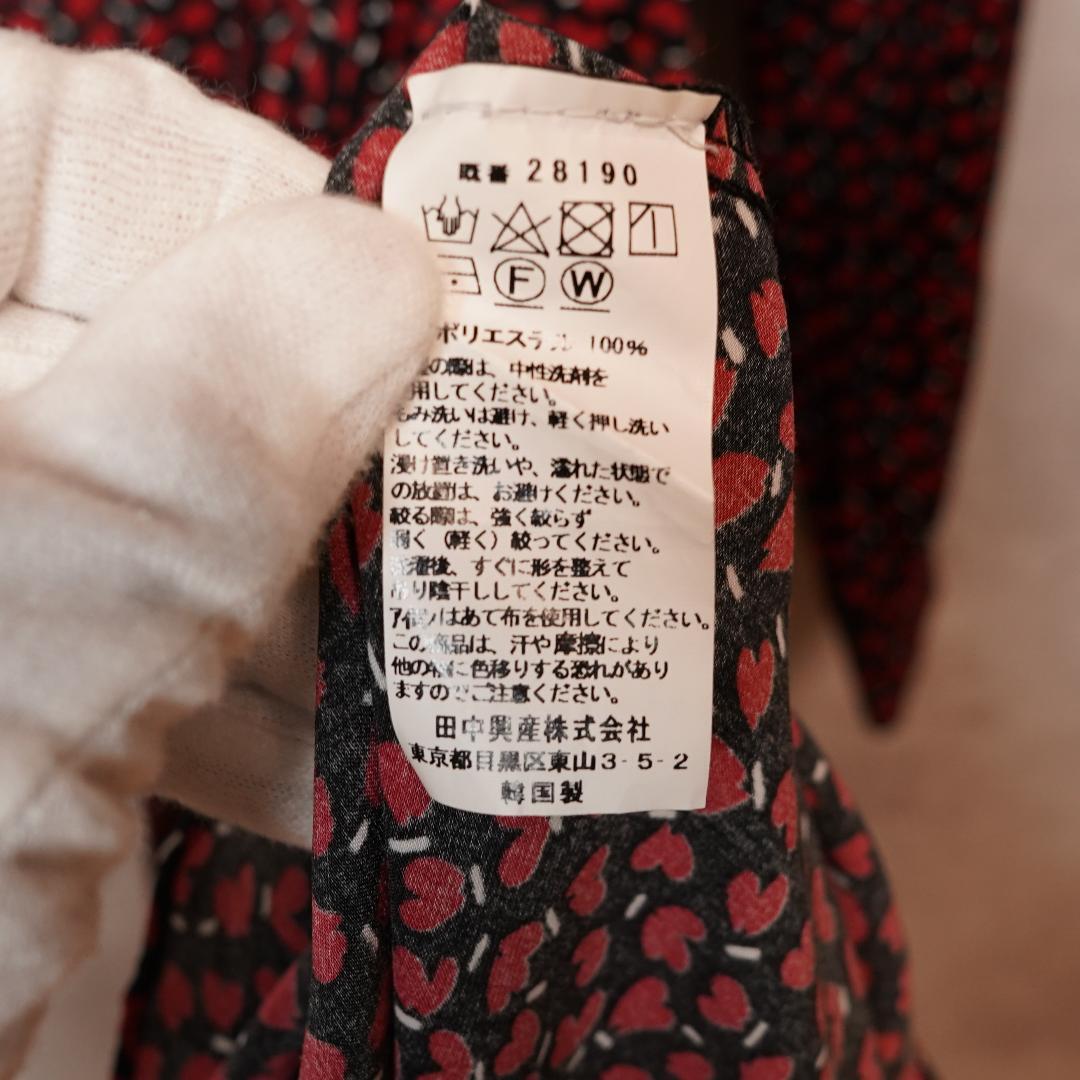 既番 28190
F W
ポリエステル 100%
の際は、中性洗剤を
用してください。
もみ洗いは避け、軽く押し洗い
してください。
浸け置き洗いや、濡れた状態で
の放置は、お避けください。
絞る際は、強く絞らず
弱く（軽く）絞ってください。
洗濯後、すぐに形を整えて
吊り陰干ししてください。
アイロンはあて布を使用してください。
この商品は、汗や摩擦により
他の物に色移りする恐れがあり
ますのでご注意ください。
田中興産株式会社
東京都目黒区東山3-5-2
韓国製